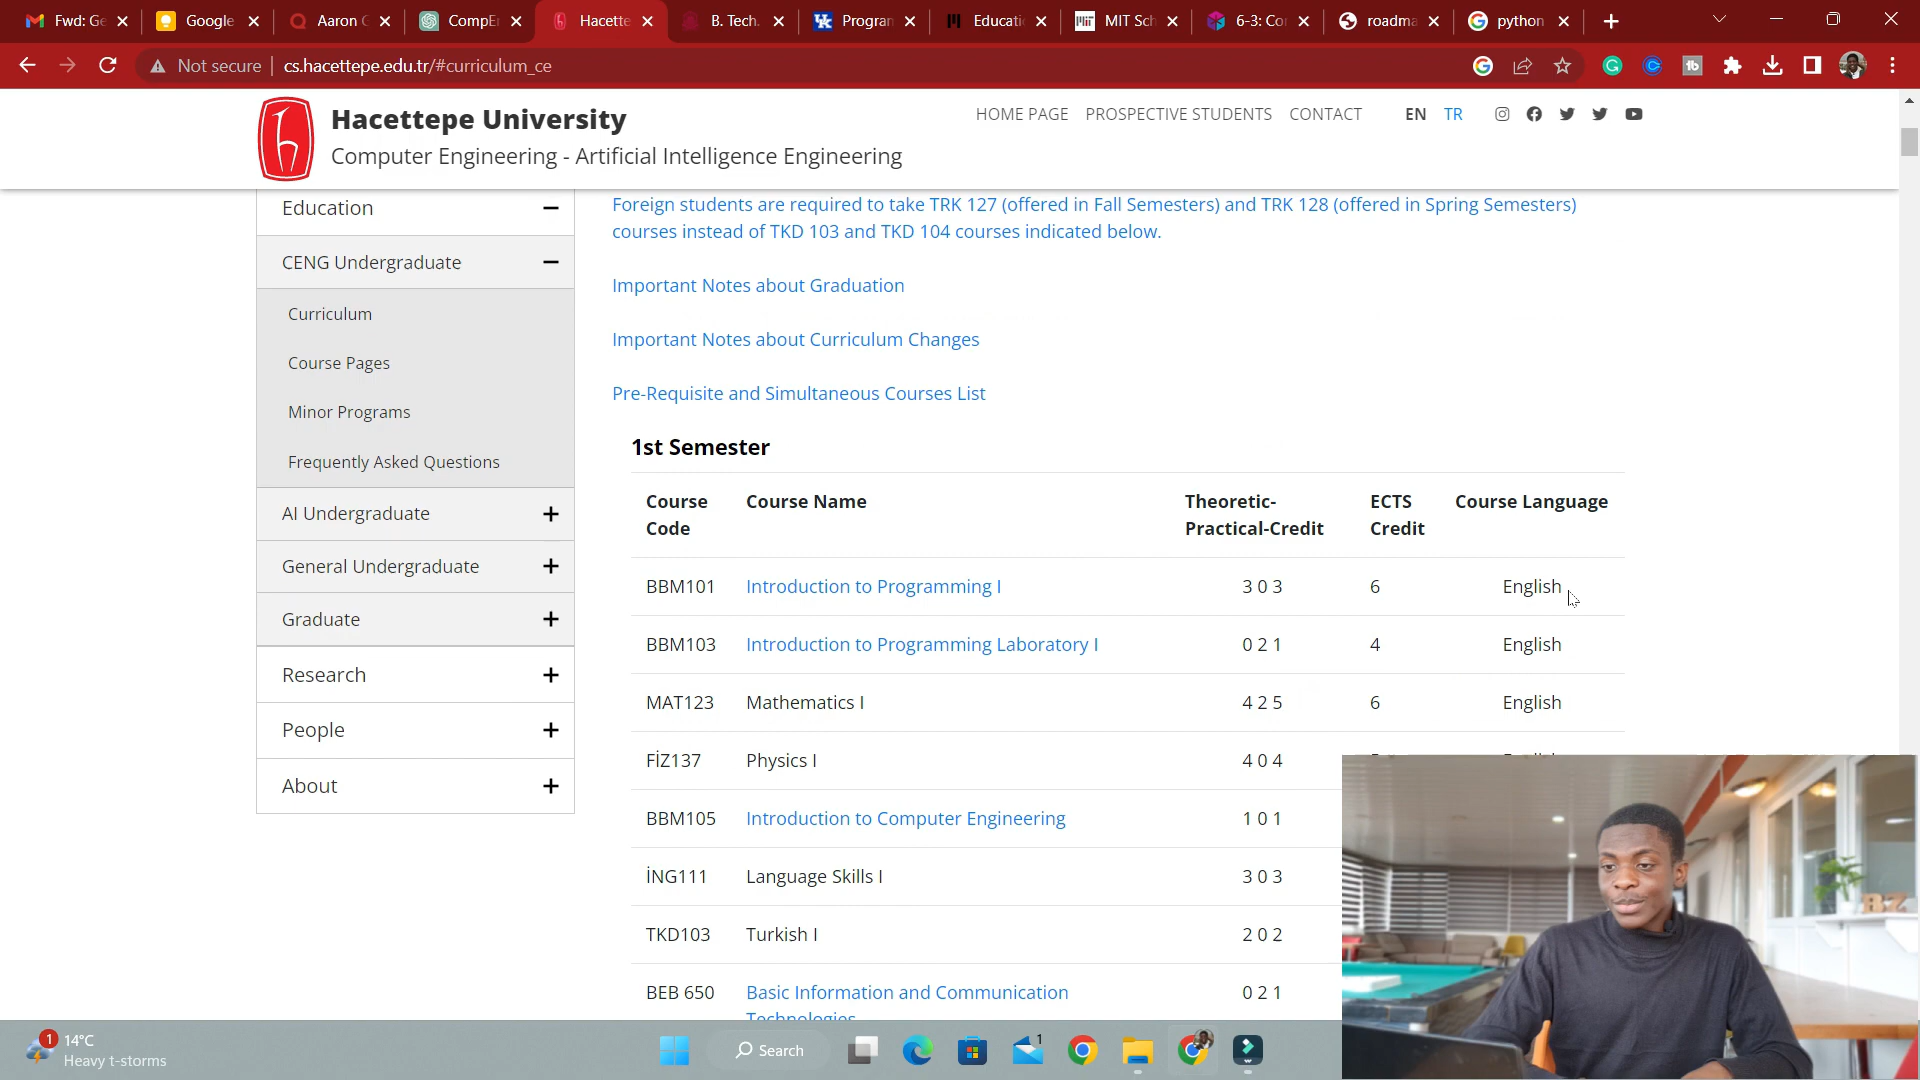 Fwd: Ge
Google
Aaron C
CompE
Hacette
B. Tech.
Program
Educati
MIT Sch
6-3: Co
roadma
python
Not secure
cs.hacettepe.edu.tr/#curriculum_ce
Hacettepe University
Computer Engineering - Artificial Intelligence Engineering
HOME PAGE PROSPECTIVE STUDENTS CONTACT EN TR
Education
CENG Undergraduate
Curriculum
Course Pages
Minor Programs
Frequently Asked Questions
AI Undergraduate
General Undergraduate
Graduate
Research
People
About
Foreign students are required to take TRK 127 (offered in Fall Semesters) and TRK 128 (offered in Spring Semesters)
courses instead of TKD 103 and TKD 104 courses indicated below.
Important Notes about Graduation
Important Notes about Curriculum Changes
Pre-Requisite and Simultaneous Courses List
1st Semester
Course Code Course Name Theoretic-Practical-Credit ECTS Credit Course Language
BBM101 Introduction to Programming I 3 0 3 6 English
BBM103 Introduction to Programming Laboratory I 0 2 1 4 English
MAT123 Mathematics I 4 2 5 6 English
FİZ137 Physics I 4 0 4
BBM105 Introduction to Computer Engineering 1 0 1
İNG111 Language Skills I 3 0 3
TKD103 Turkish I 2 0 2
BEB 650 Basic Information and Communication 0 2 1
Technologies
1
14°C
Heavy t-storms
Search
1